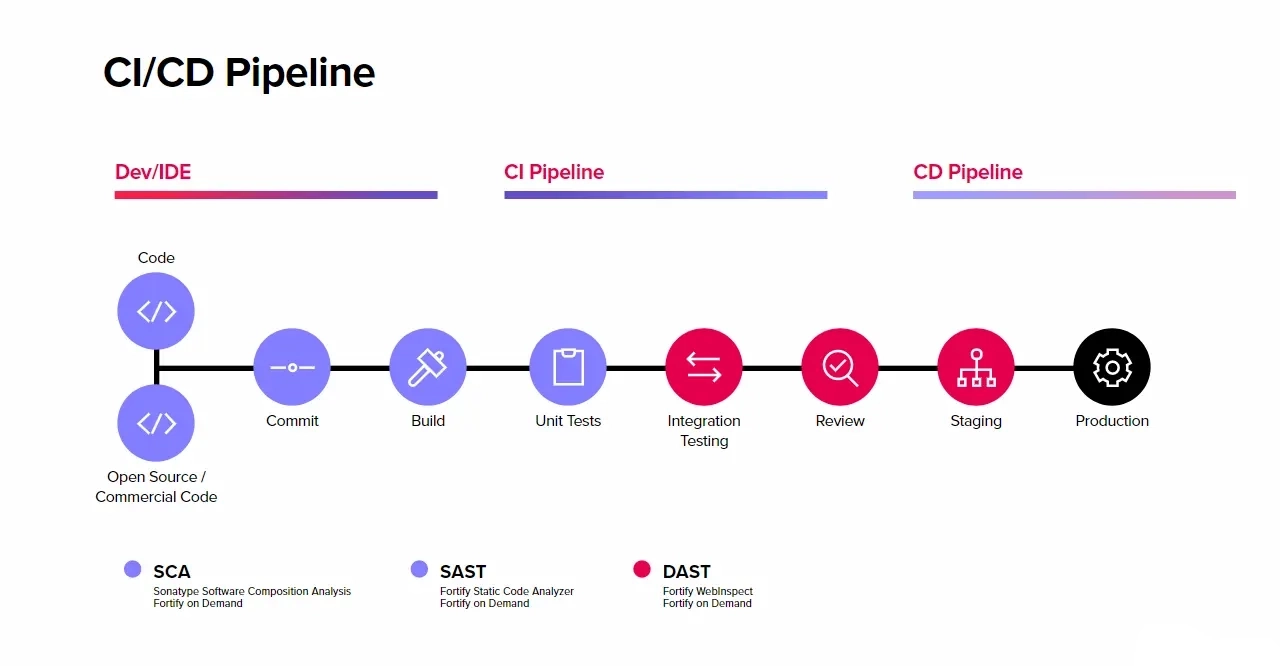 CI/CD Pipeline
Dev/IDE
CI Pipeline
CD Pipeline
Code
Commit
Build
Unit Tests
Integration
Testing
Review
Staging
Production
Open Source /
Commercial Code
SCA
Sonatype Software Composition Analysis
Fortify on Demand
SAST
Fortify Static Code Analyzer
Fortify on Demand
DAST
Fortify WebInspect
Fortify on Demand